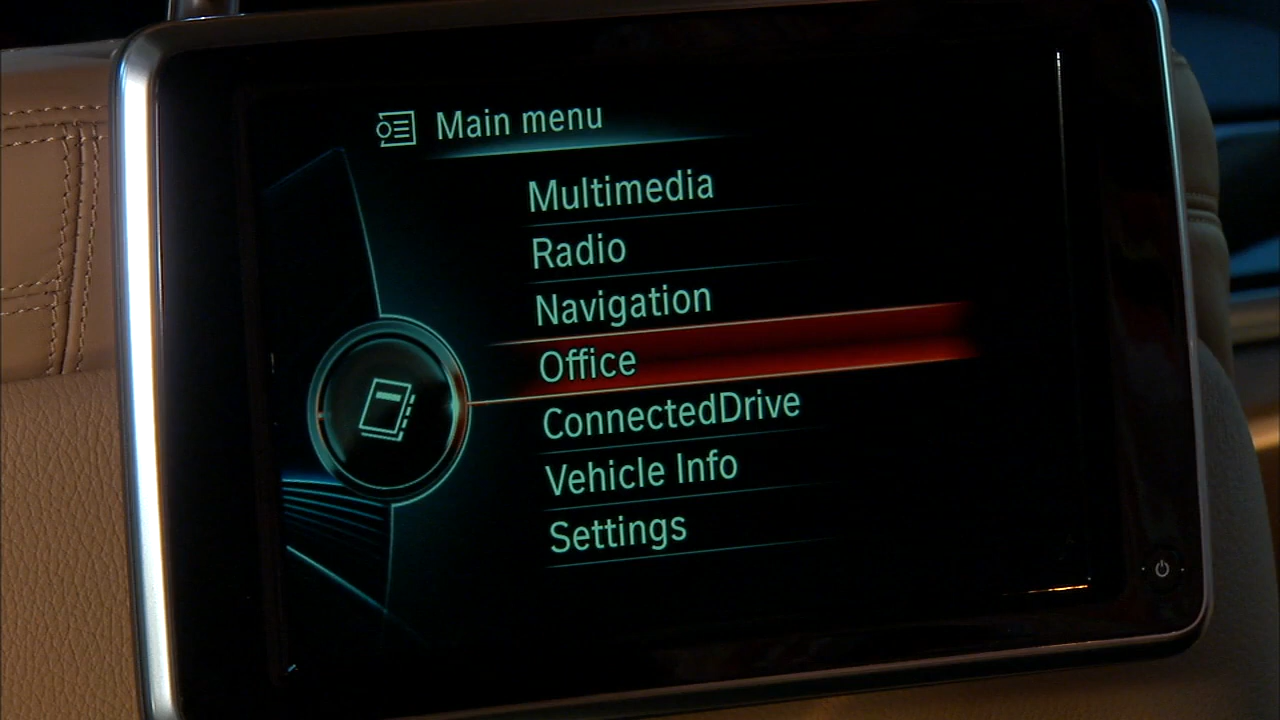 Main menu
Multimedia
Radio
Navigation
Office
ConnectedDrive
Vehicle Info
Settings